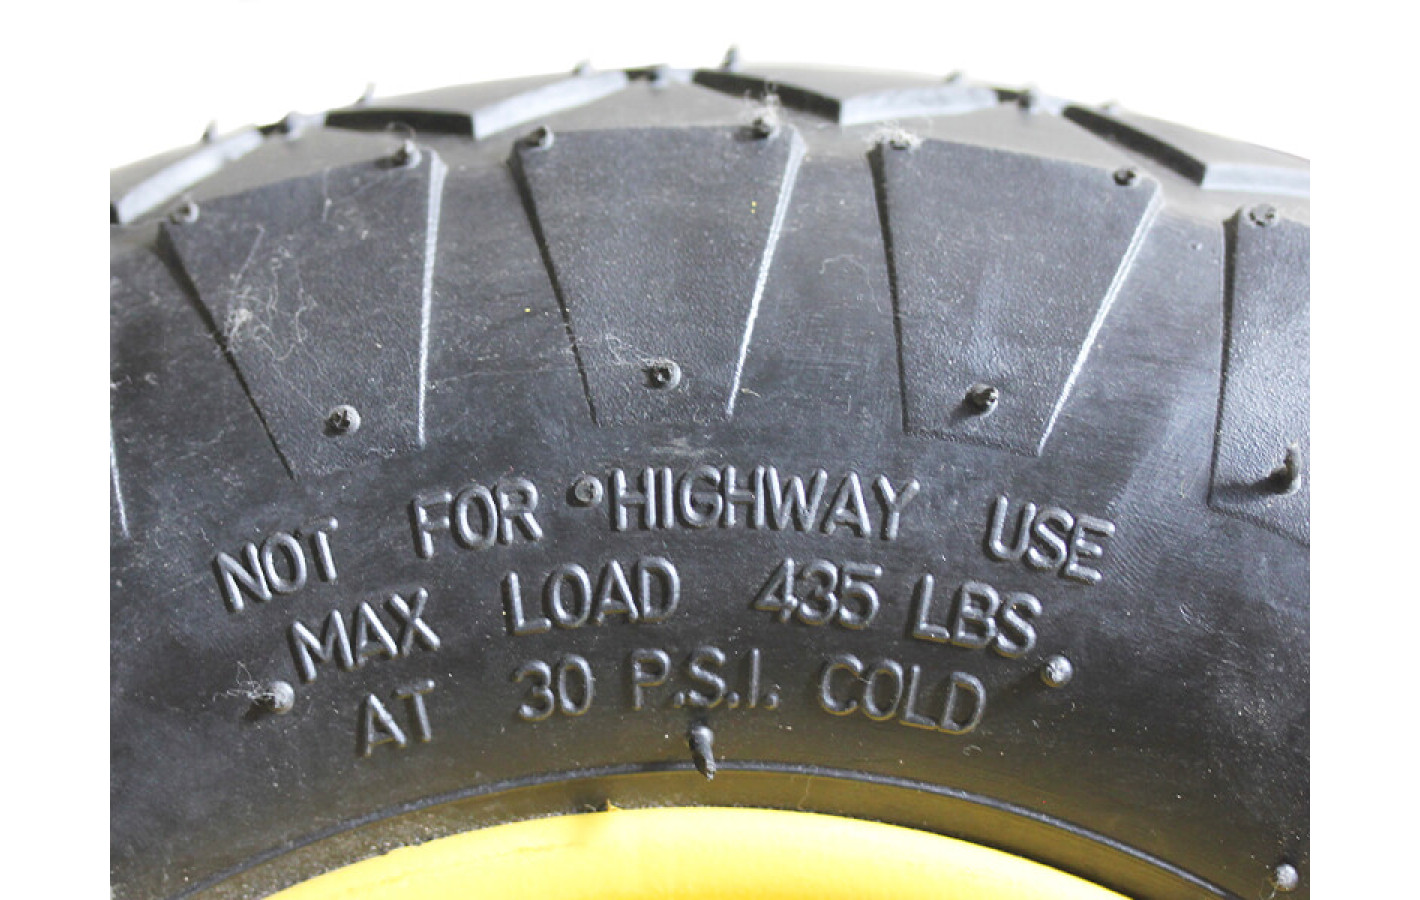 NOT FOR HIGHWAY USE
MAX LOAD 435 LBS
AT 30 P.S.I. COLD